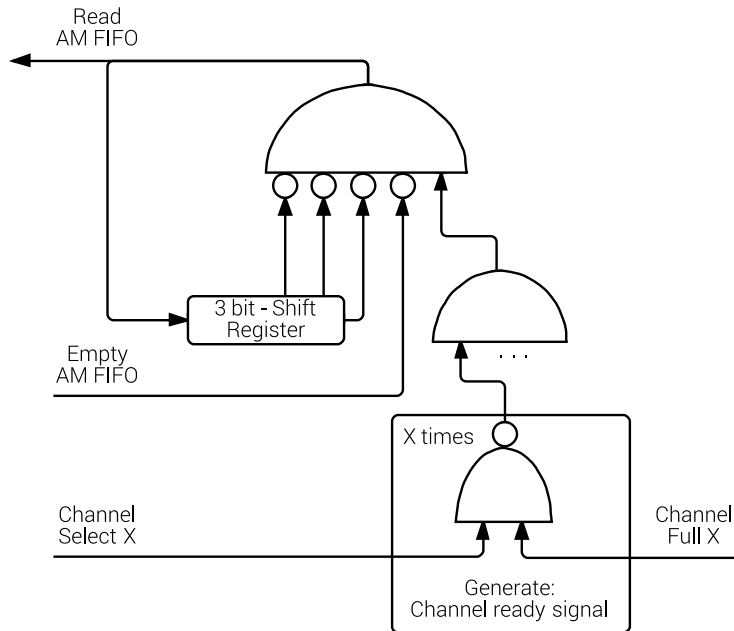 Read
AM FIFO
3 bit - Shift
Register
Empty
AM FIFO
. . .
X times
Channel
Select X
Channel
Full X
Generate:
Channel ready signal